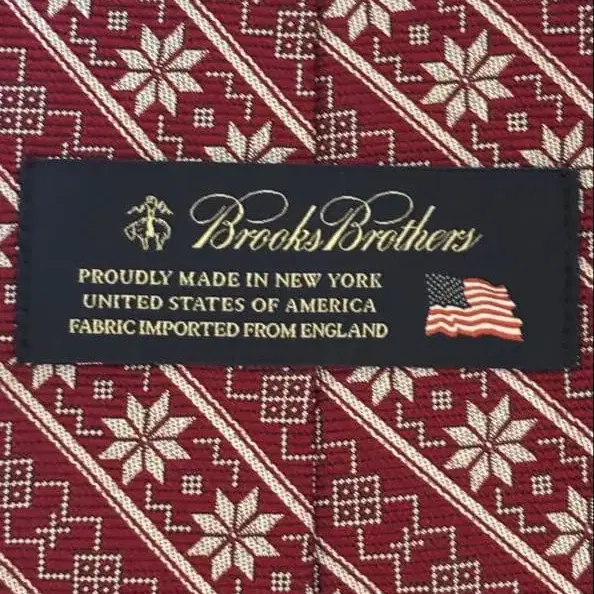 Brooks Brothers
PROUDLY MADE IN NEW YORK
UNITED STATES OF AMERICA
FABRIC IMPORTED FROM ENGLAND